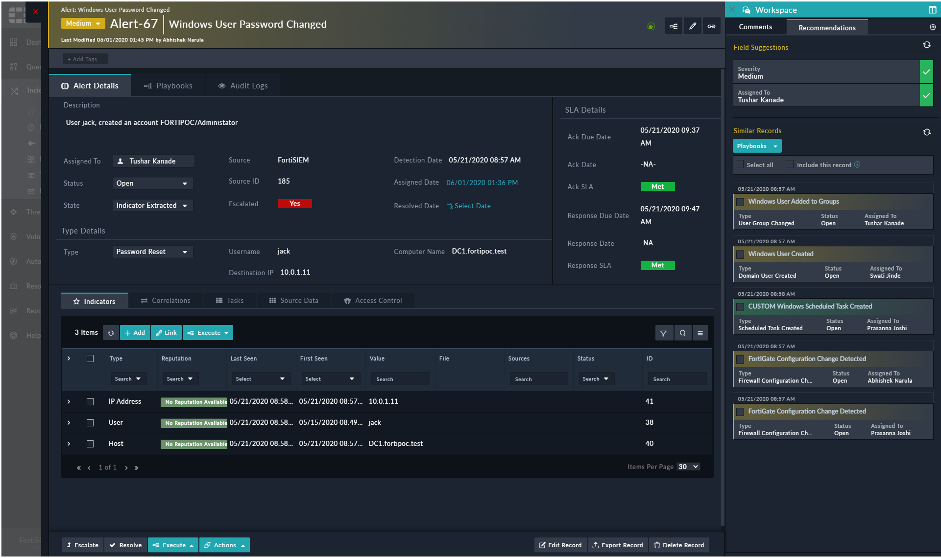 Alert: Windows User Password Changed
Medium
Alert-67
Windows User Password Changed
Last Modified 06/01/2020 01:45 PM by Abhishek Narula
+ Add Tags
Alert Details
Playbooks
Audit Logs
Description
User jack, created an account FORTIPOC/Administator
Assigned To
Tushar Kanade
Source
FortiSIEM
Detection Date
05/21/2020 08:57 AM
Status
Open
Source ID
185
Assigned Date
06/01/2020 01:36 PM
State
Indicator Extracted
Escalated
Yes
Resolved Date
Select Date
Type Details
Type
Password Reset
Username
jack
Computer Name
DC1.fortipoc.test
Destination IP
10.0.1.11
SLA Details
Ack Due Date
05/21/2020 09:37
AM
Ack Date
-NA-
Ack SLA
Met
Response Due Date
05/21/2020 09:47
AM
Response Date
NA
Response SLA
Met
Indicators
Correlations
Tasks
Source Data
Access Control
3 Items
+ Add
Link
Execute
Type
Reputation
Last Seen
First Seen
Value
File
Sources
Status
ID
Search
Search
Select
Select
Search
Search
Search
Search
IP Address
No Reputation Available
05/21/2020 08:58...
05/21/2020 08:57...
10.0.1.11
41
User
No Reputation Available
05/21/2020 08:58...
05/15/2020 08:49...
jack
38
Host
No Reputation Available
05/21/2020 08:58...
05/21/2020 08:57...
DC1.fortipoc.test
40
1 of 1
Items Per Page
30
Escalate
Resolve
Execute
Actions
Edit Record
Export Record
Delete Record
Workspace
Comments
Recommendations
Field Suggestions
Severity
Medium
Assigned To
Tushar Kanade
Similar Records
Playbooks
Select all
Include this record
05/21/2020 08:57 AM
Windows User Added to Groups
Type
Status
Assigned To
User Group Changed
Open
Tushar Kanade
05/21/2020 08:57 AM
Windows User Created
Type
Status
Assigned To
Domain User Created
Open
Swati Jinde
05/21/2020 08:58 AM
CUSTOM Windows Scheduled Task Created
Type
Status
Assigned To
Scheduled Task Created
Open
Prasanna Joshi
05/21/2020 08:57 AM
FortiGate Configuration Change Detected
Type
Status
Assigned To
Firewall Configuration Ch...
Open
Abhishek Narula
05/21/2020 08:57 AM
FortiGate Configuration Change Detected
Type
Status
Assigned To
Firewall Configuration Ch...
Open
Prasanna Joshi